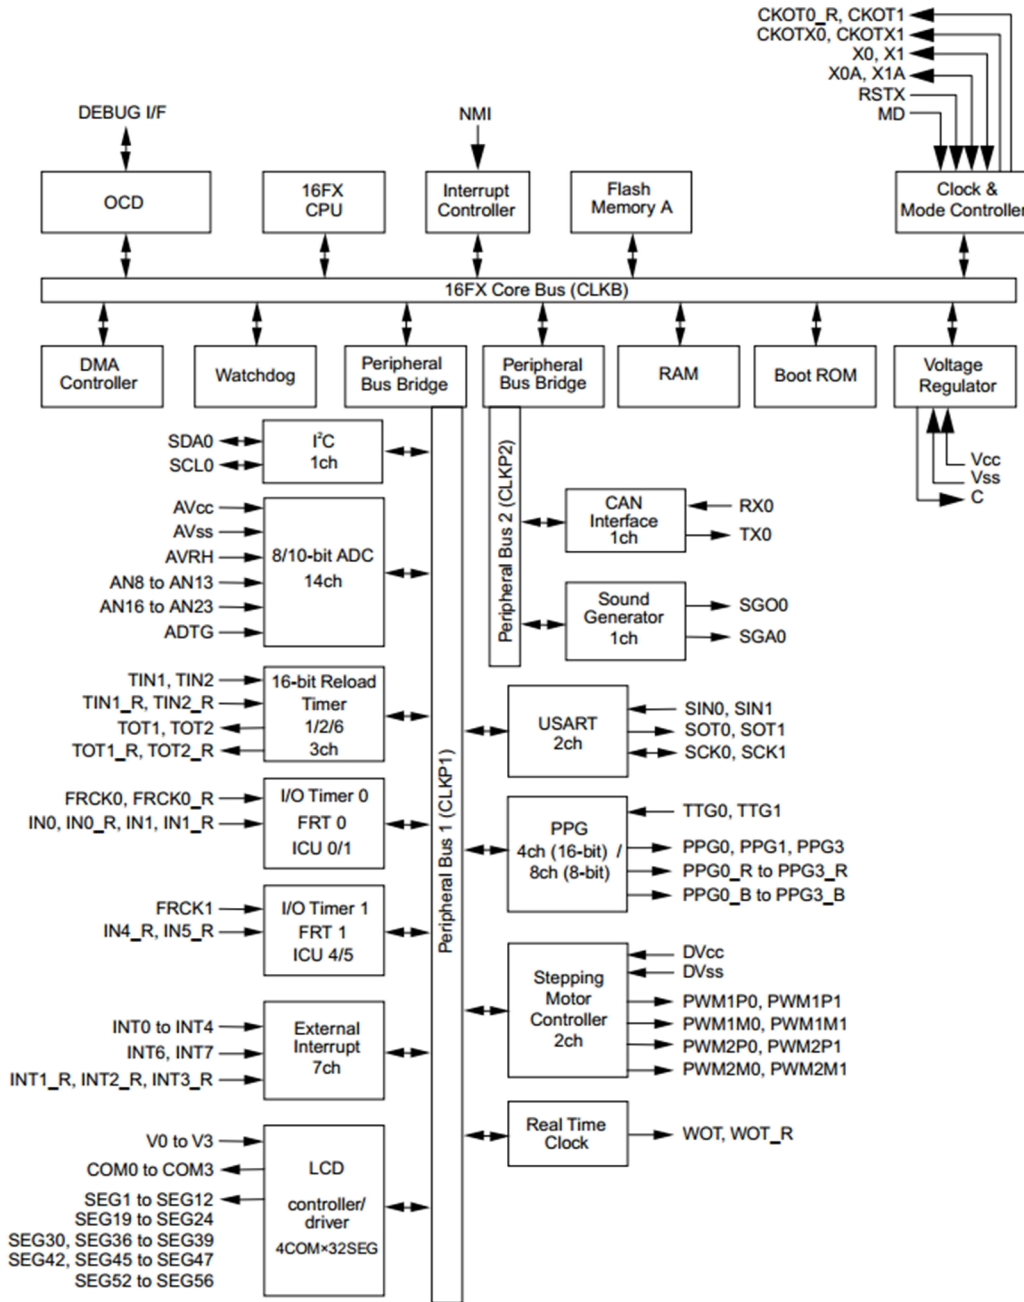 CKOT0_R, CKOT1
CKOTX0, CKOTX1
X0, X1
X0A, X1A
RSTX
MD
DEBUG I/F
NMI
OCD
16FX
CPU
Interrupt
Controller
Flash
Memory A
Clock &
Mode Controller
16FX Core Bus (CLKB)
DMA
Controller
Watchdog
Peripheral
Bus Bridge
Peripheral
Bus Bridge
RAM
Boot ROM
Voltage
Regulator
Vcc
Vss
C
Peripheral Bus 1 (CLKP1)
Peripheral Bus 2 (CLKP2)
SDA0
SCL0
I²C
1ch
AVcc
AVss
AVRH
AN8 to AN13
AN16 to AN23
ADTG
8/10-bit ADC
14ch
TIN1, TIN2
TIN1_R, TIN2_R
TOT1, TOT2
TOT1_R, TOT2_R
16-bit Reload
Timer
1/2/6
3ch
FRCK0, FRCK0_R
IN0, IN0_R, IN1, IN1_R
I/O Timer 0
FRT 0
ICU 0/1
FRCK1
IN4_R, IN5_R
I/O Timer 1
FRT 1
ICU 4/5
INT0 to INT4
INT6, INT7
INT1_R, INT2_R, INT3_R
External
Interrupt
7ch
V0 to V3
COM0 to COM3
SEG1 to SEG12
SEG19 to SEG24
SEG30, SEG36 to SEG39
SEG42, SEG45 to SEG47
SEG52 to SEG56
LCD
controller/
driver
4COM×32SEG
CAN
Interface
1ch
RX0
TX0
Sound
Generator
1ch
SGO0
SGA0
USART
2ch
SIN0, SIN1
SOT0, SOT1
SCK0, SCK1
PPG
4ch (16-bit) /
8ch (8-bit)
TTG0, TTG1
PPG0, PPG1, PPG3
PPG0_R to PPG3_R
PPG0_B to PPG3_B
Stepping
Motor
Controller
2ch
DVcc
DVss
PWM1P0, PWM1P1
PWM1M0, PWM1M1
PWM2P0, PWM2P1
PWM2M0, PWM2M1
Real Time
Clock
WOT, WOT_R